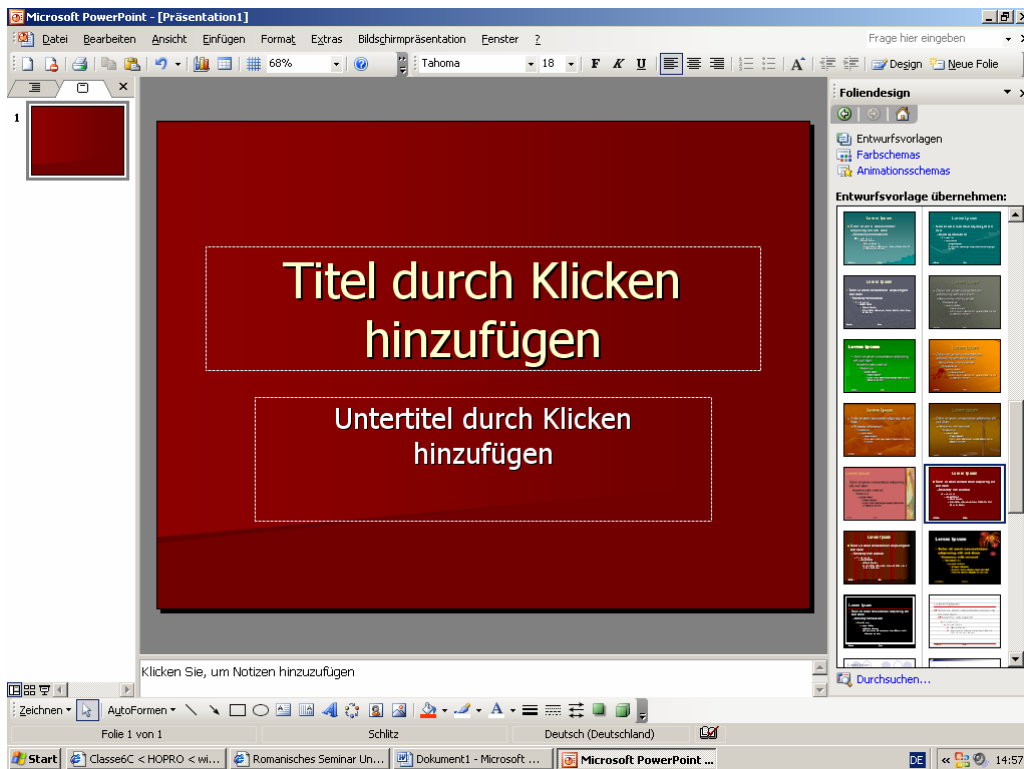 Microsoft PowerPoint - [Präsentation1]
Datei Bearbeiten Ansicht Einfügen Format Extras Bildschirmpräsentation Fenster ? Frage hier eingeben
68% Tahoma 18 F K U Design Neue Folie
Foliendesign
1
Entwurfsvorlagen
Farbschemas
Animationsschemas
Entwurfsvorlage übernehmen:
Titel durch Klicken
hinzufügen
Untertitel durch Klicken
hinzufügen
Klicken Sie, um Notizen hinzuzufügen
Durchsuchen...
Zeichnen AutoFormen
Folie 1 von 1 Schlitz Deutsch (Deutschland)
Start Classe6C < HOPRO < wi... Romanisches Seminar Un... Dokument1 - Microsoft ... Microsoft PowerPoint ... DE « 14:57